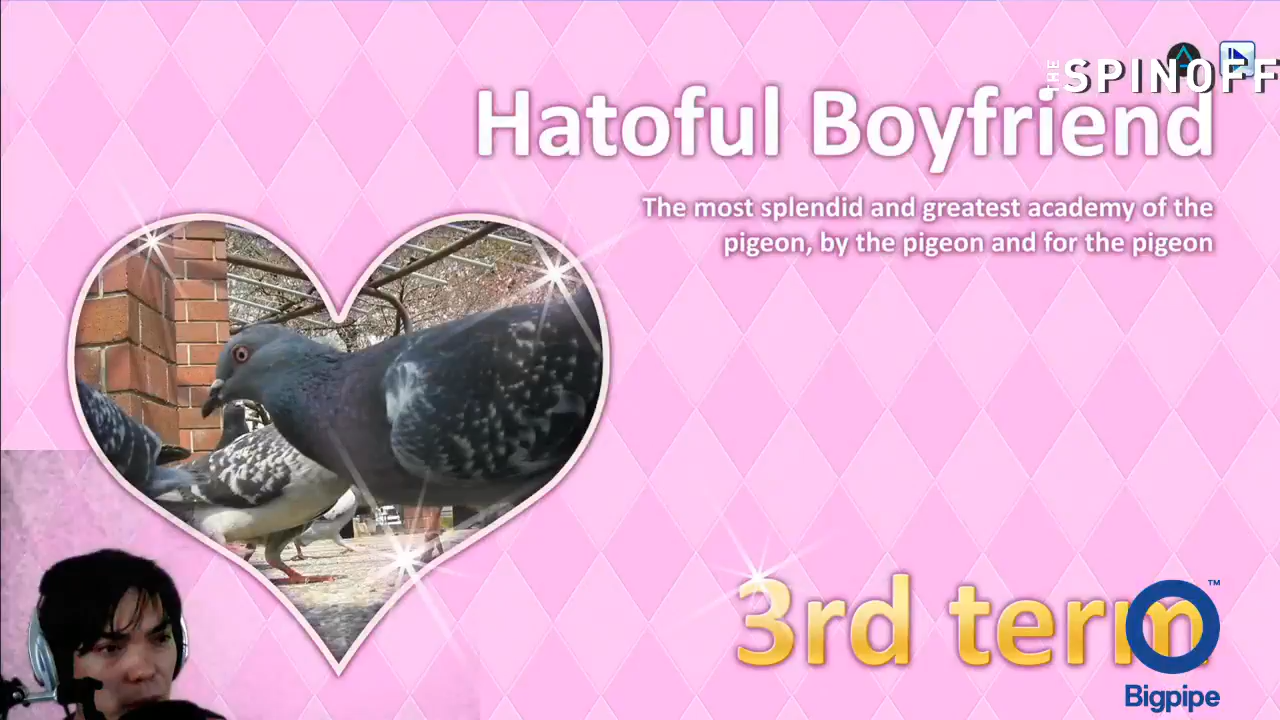 THE SPINOFF
Hatoful Boyfriend
The most splendid and greatest academy of the
pigeon, by the pigeon and for the pigeon
3rd term
TM
Bigpipe